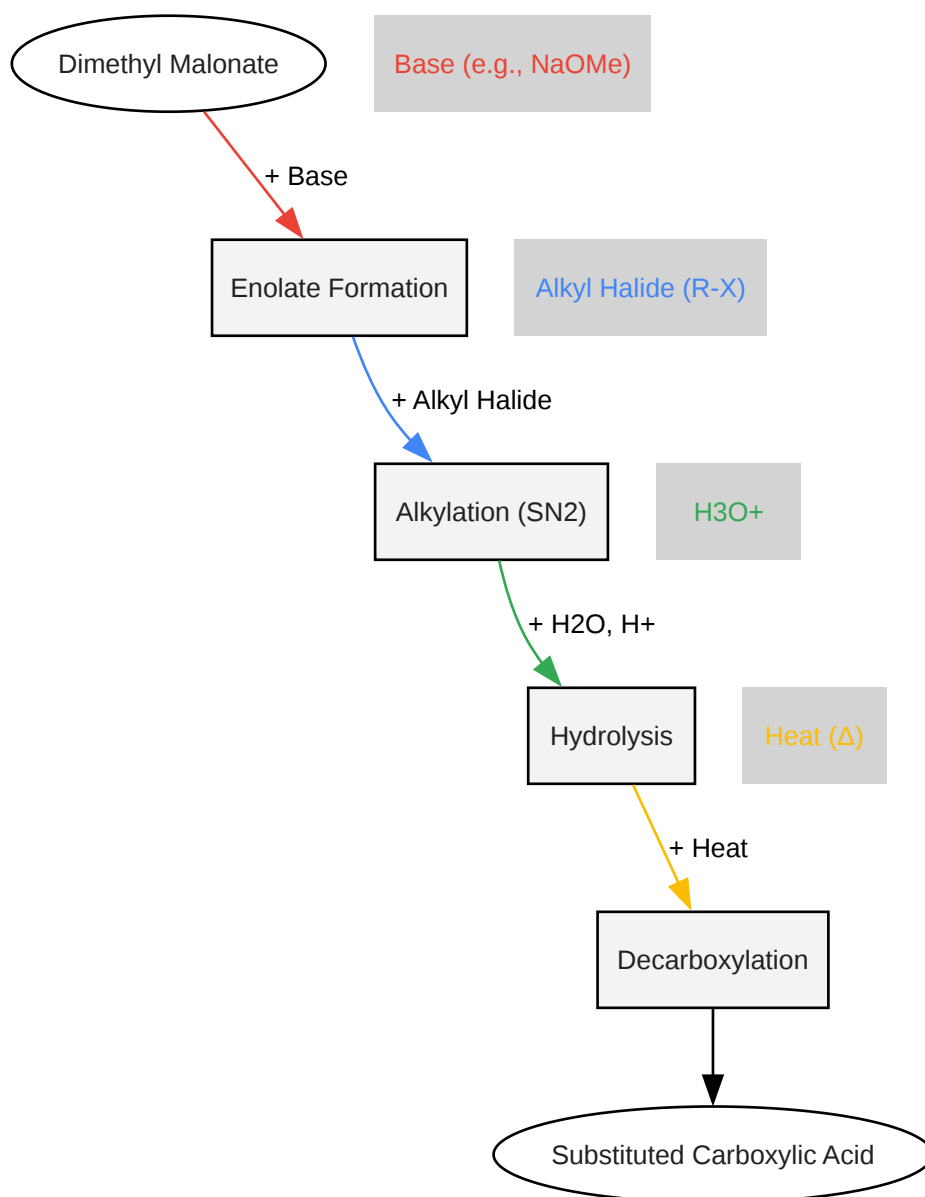 Dimethyl Malonate
Base (e.g., NaOMe)
+ Base
Enolate Formation
Alkyl Halide (R-X)
+ Alkyl Halide
Alkylation (SN2)
H3O+
+ H2O, H+
Hydrolysis
Heat (Δ)
+ Heat
Decarboxylation
Substituted Carboxylic Acid